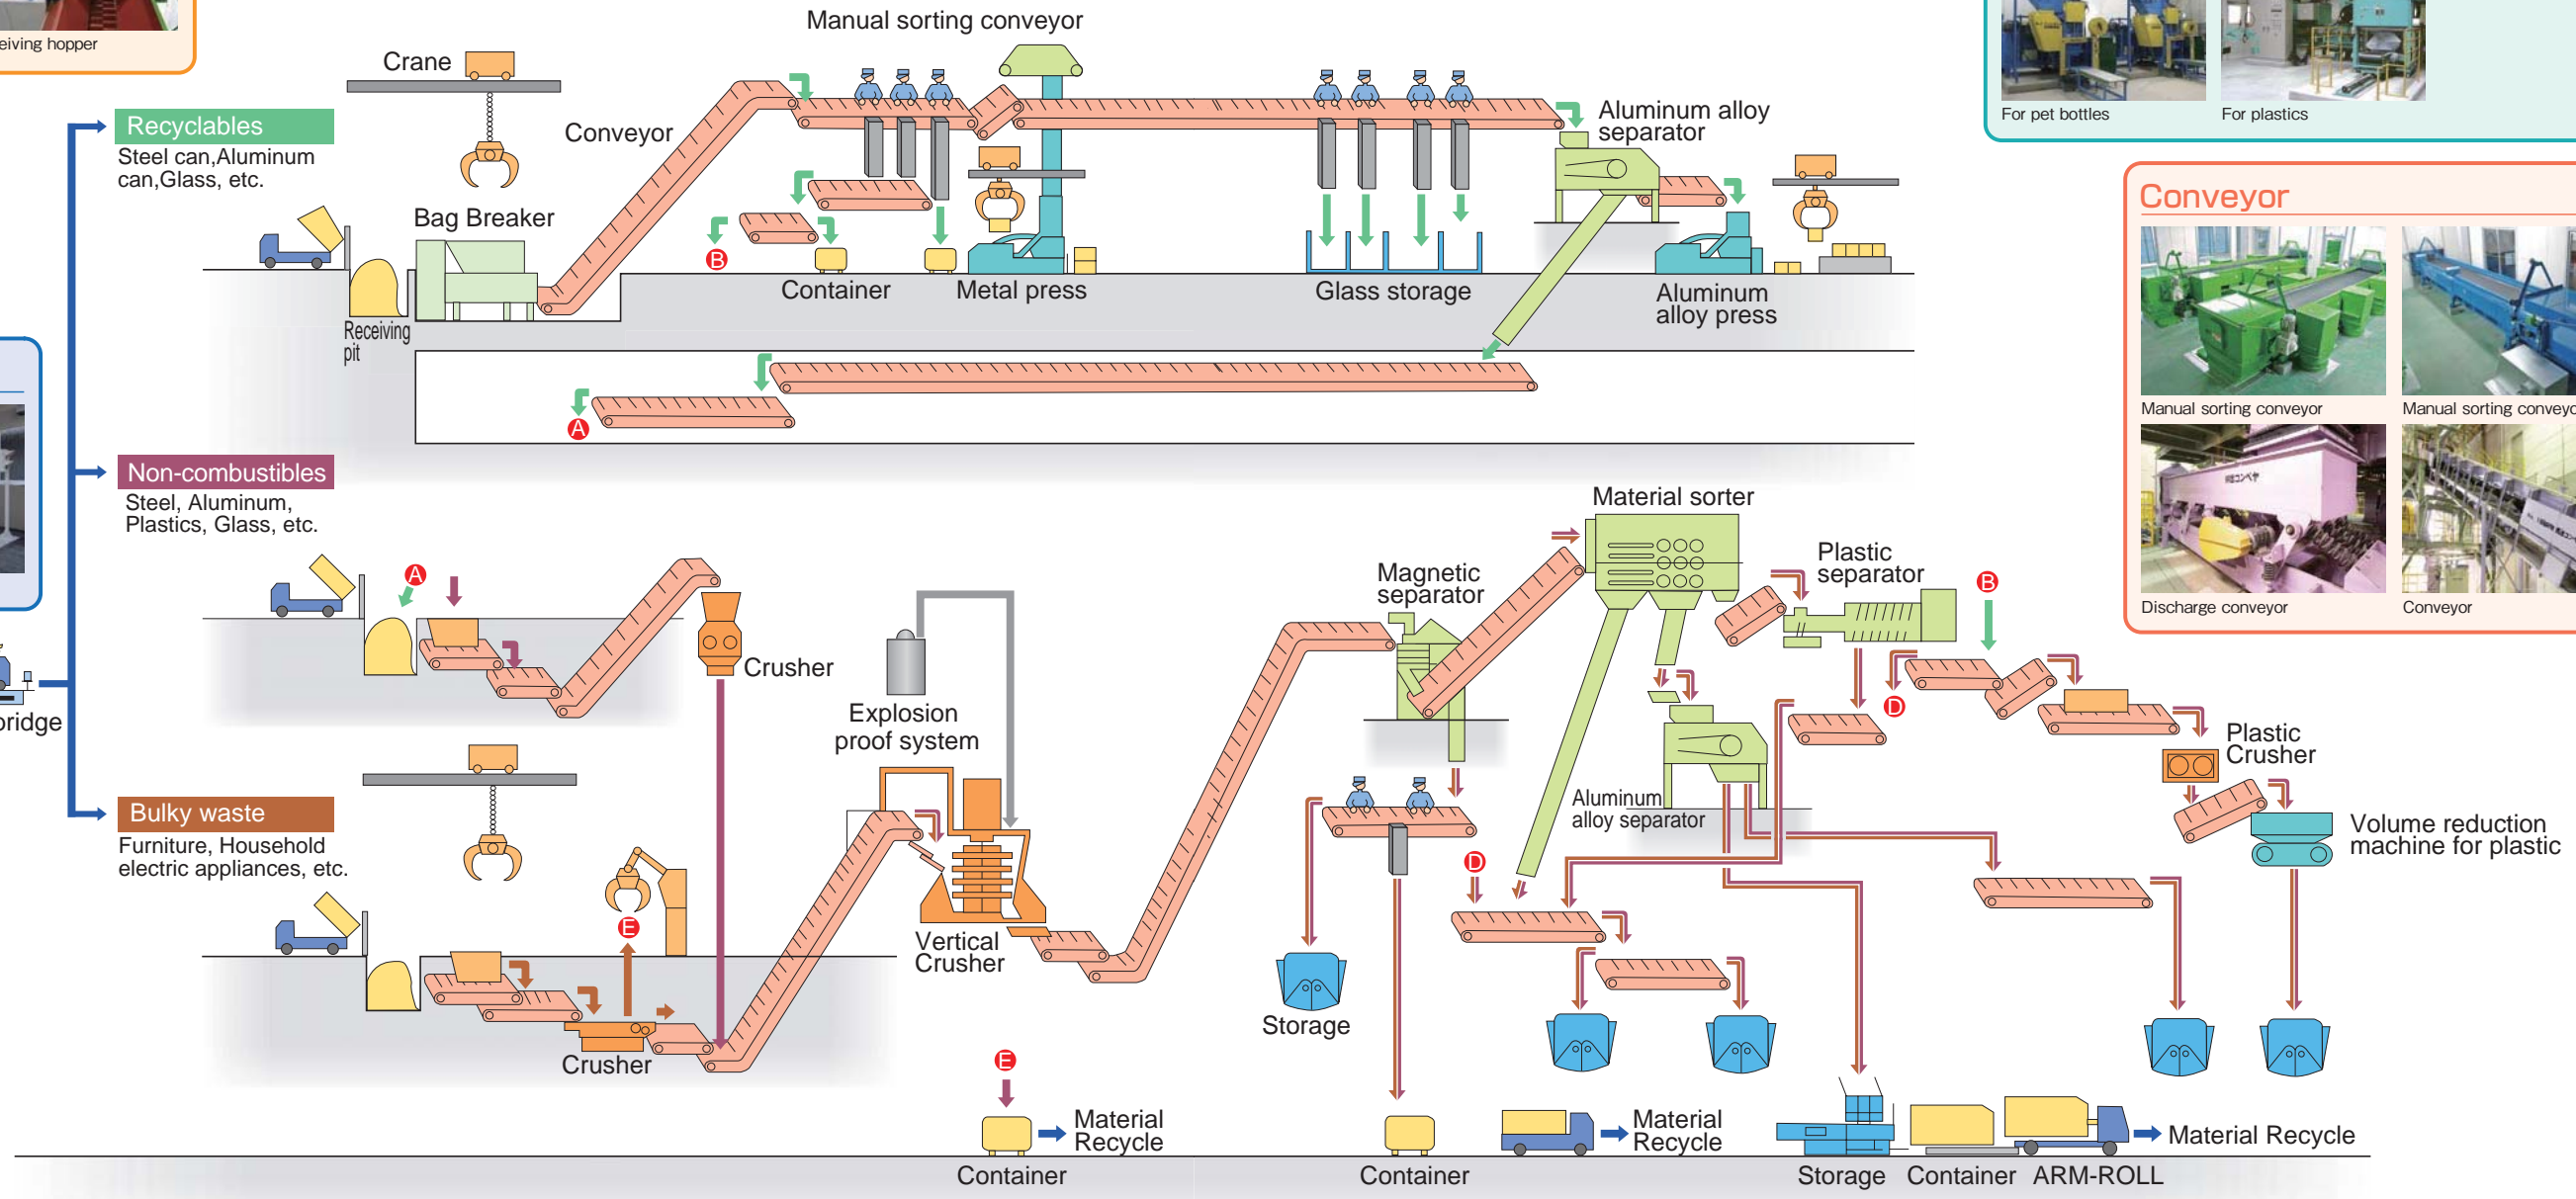 Manual sorting conveyor
eiving hopper
Crane
For pet bottles
For plastics
Recyclables
Steel can,Aluminum
can,Glass, etc.
Conveyor
Aluminum alloy
separator
Bag Breaker
B
Container
Metal press
Glass storage
Aluminum
alloy press
Receiving
pit
A
Conveyor
Manual sorting conveyor
Manual sorting conveyo
Discharge conveyor
Conveyor
Non-combustibles
Steel, Aluminum,
Plastics, Glass, etc.
A
Crusher
Explosion
proof system
Magnetic
separator
Material sorter
Plastic
separator
B
D
Plastic
Crusher
Volume reduction
machine for plastic
Aluminum
alloy separator
D
oridge
Bulky waste
Furniture, Household
electric appliances, etc.
E
Crusher
Vertical
Crusher
Storage
E
Material
Recycle
Container
Container
Material
Recycle
Storage
Container
ARM-ROLL
Material Recycle